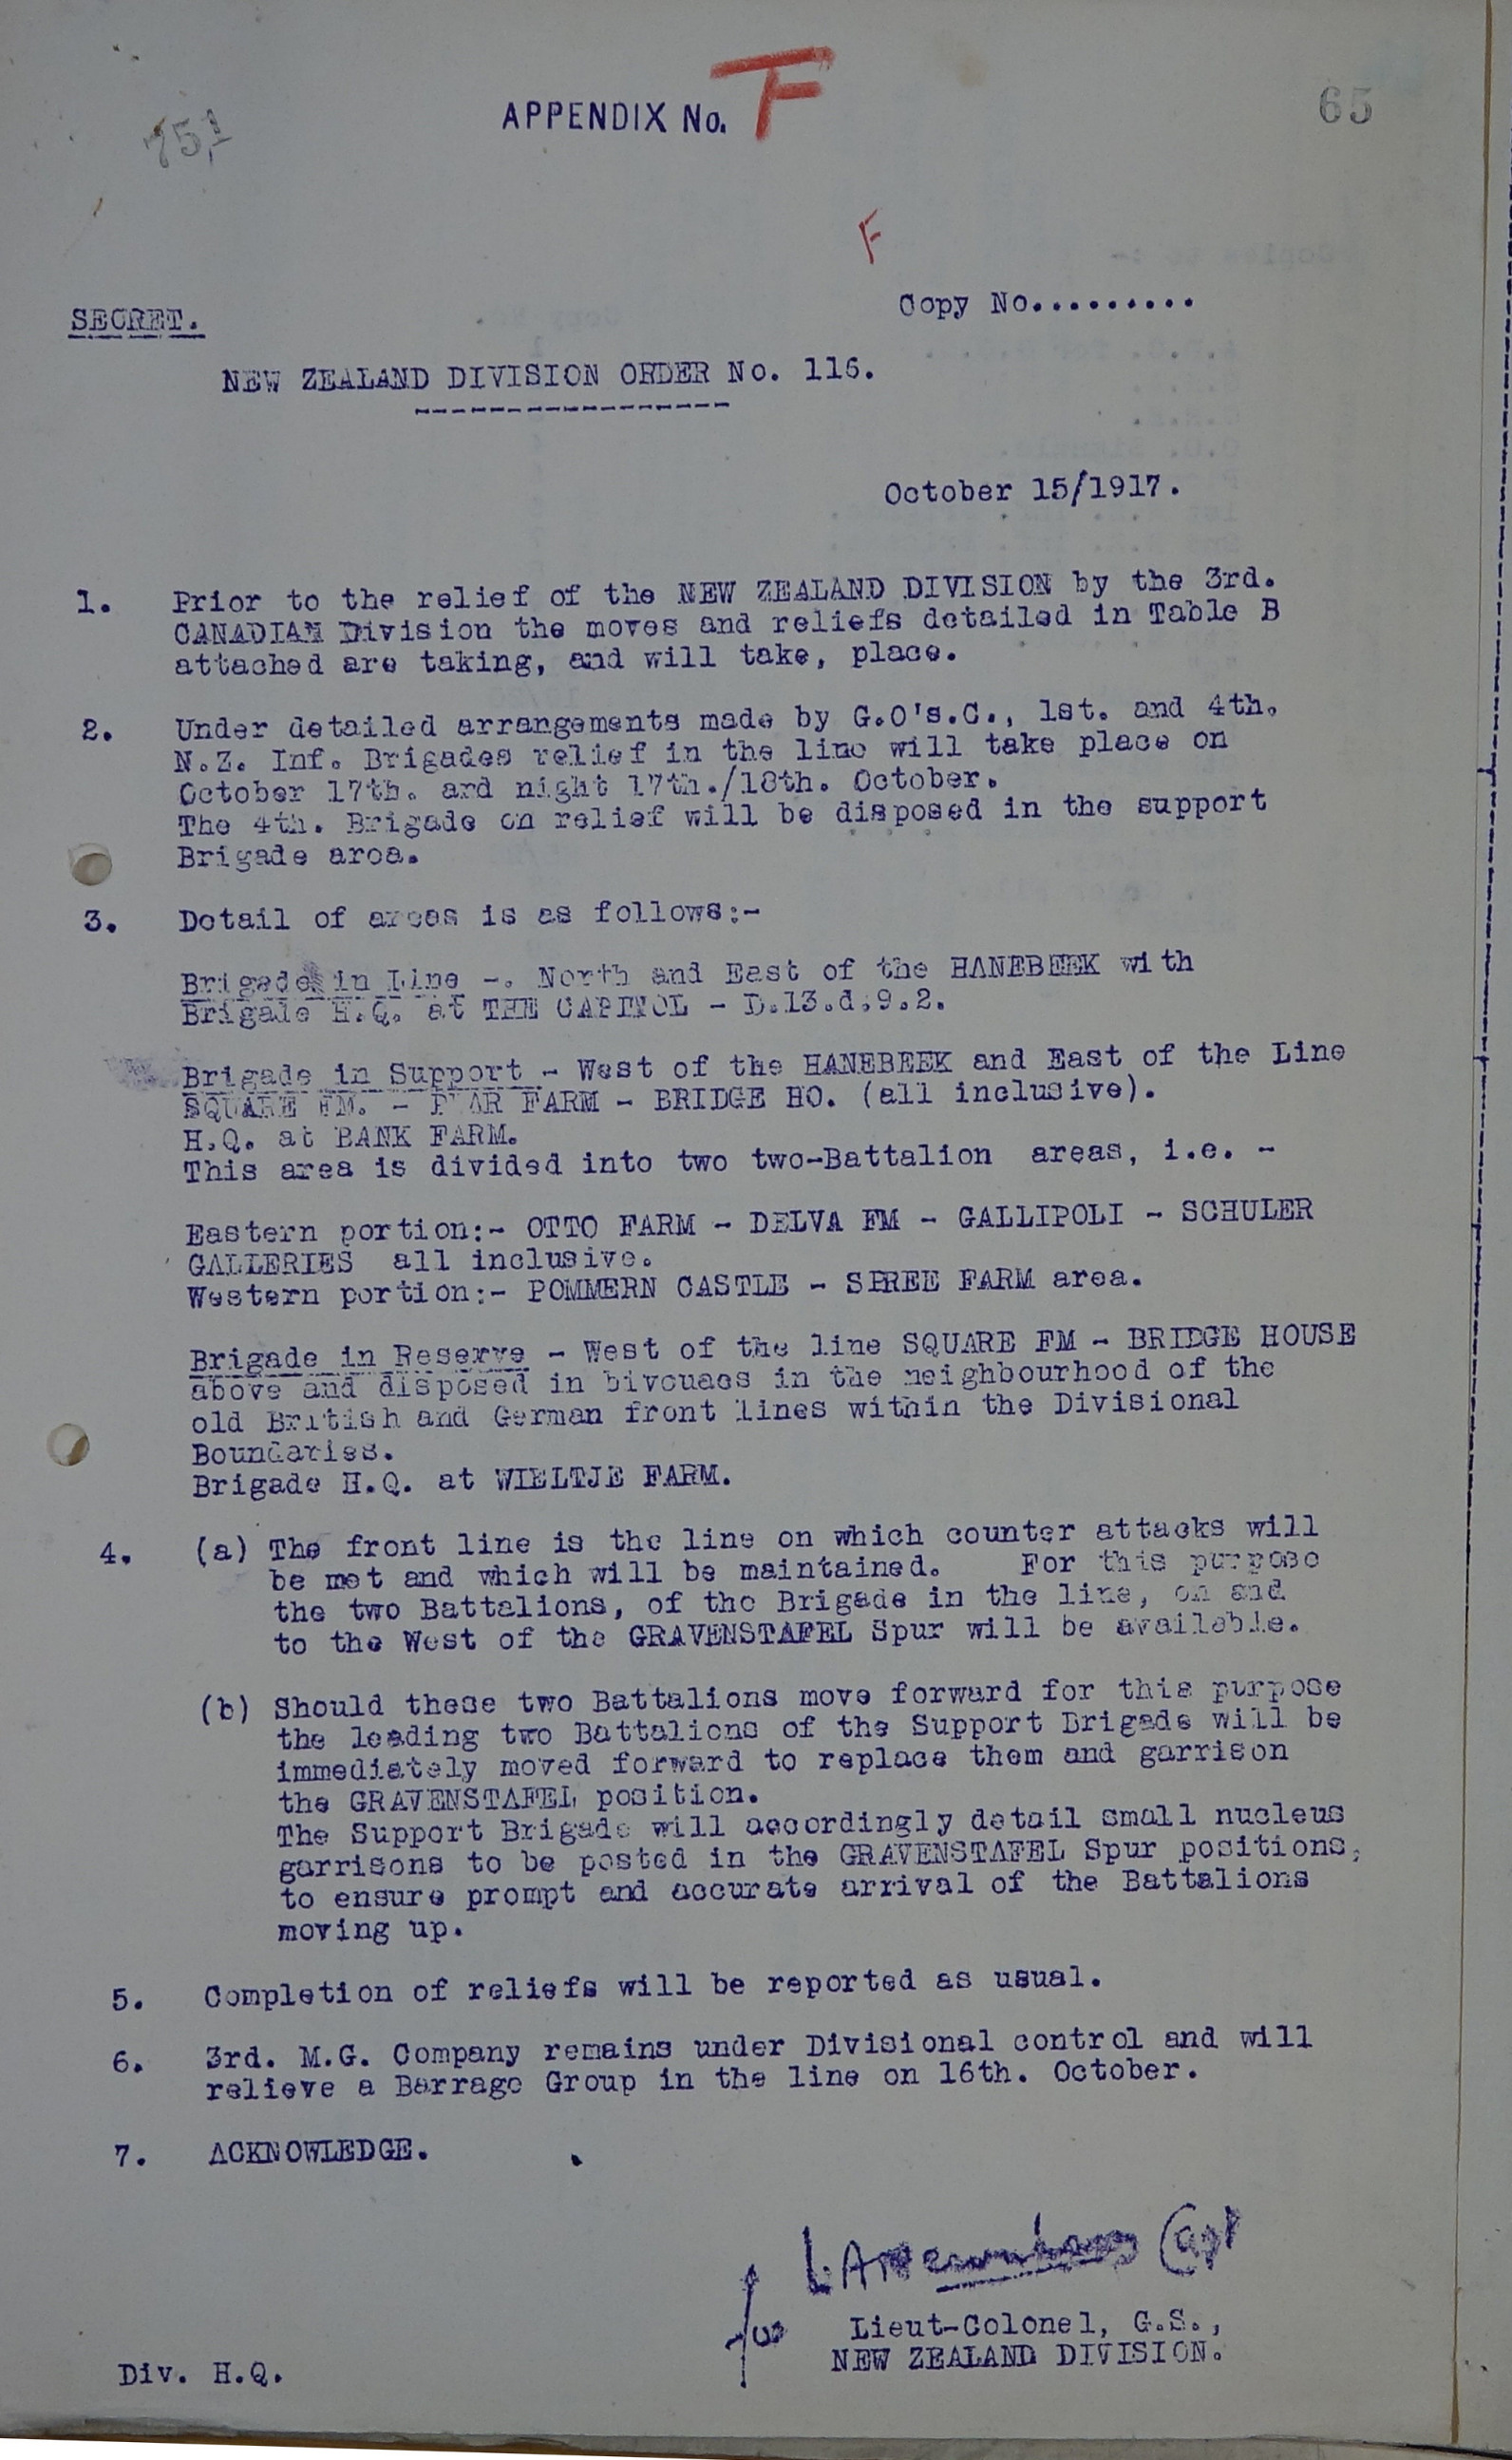 APPENDIX No. F
65
75,1
F
Copy No.........
SECRET.
NEW ZEALAND DIVISION ORDER No. 116.
October 15/1917.
1. Prior to the relief of the NEW ZEALAND DIVISION by the 3rd.
CANADIAN Division the moves and reliefs detailed in Table B
attached are taking, and will take, place.
2. Under detailed arrangements made by G.O's.C., 1st. and 4th.
N.Z. Inf. Brigades relief in the line will take place on
October 17th. and night 17th./18th. October.
The 4th. Brigade on relief will be disposed in the support
Brigade area.
3. Detail of areas is as follows:-
Brigade in Line -. North and East of the HANEBEEK with
Brigade H.Q. at THE CAPITOL - D.13.d.9.2.
Brigade in Support - West of the HANEBEEK and East of the Line
SQUARE FM. - FARM - BRIDGE HO. (all inclusive).
H.Q. at BANK FARM.
This area is divided into two two-Battalion areas, i.e. -
Eastern portion:- OTTO FARM - DELVA FM - GALLIPOLI - SCHULER
GALLERIES all inclusive.
Western portion:- POMMERN CASTLE - SPREE FARM area.
Brigade in Reserve - West of the line SQUARE FM - BRIDGE HOUSE
above and disposed in bivouacs in the neighbourhood of the
old British and German front lines within the Divisional
Boundaries.
Brigade H.Q. at WIELTJE FARM.
4. (a) The front line is the line on which counter attacks will
be met and which will be maintained. For this purpose
the two Battalions, of the Brigade in the line, on and
to the West of the GRAVENSTAFEL Spur will be available.
(b) Should these two Battalions move forward for this purpose
the leading two Battalions of the Support Brigade will be
immediately moved forward to replace them and garrison
the GRAVENSTAFEL position.
The Support Brigade will accordingly detail small nucleus
garrisons to be posted in the GRAVENSTAFEL Spur positions,
to ensure prompt and accurate arrival of the Battalions
moving up.
5. Completion of reliefs will be reported as usual.
6. 3rd. M.G. Company remains under Divisional control and will
relieve a Barrage Group in the line on 16th. October.
7. ACKNOWLEDGE.
Capt
for Lieut-Colonel, G.S.,
NEW ZEALAND DIVISION.
Div. H.Q.